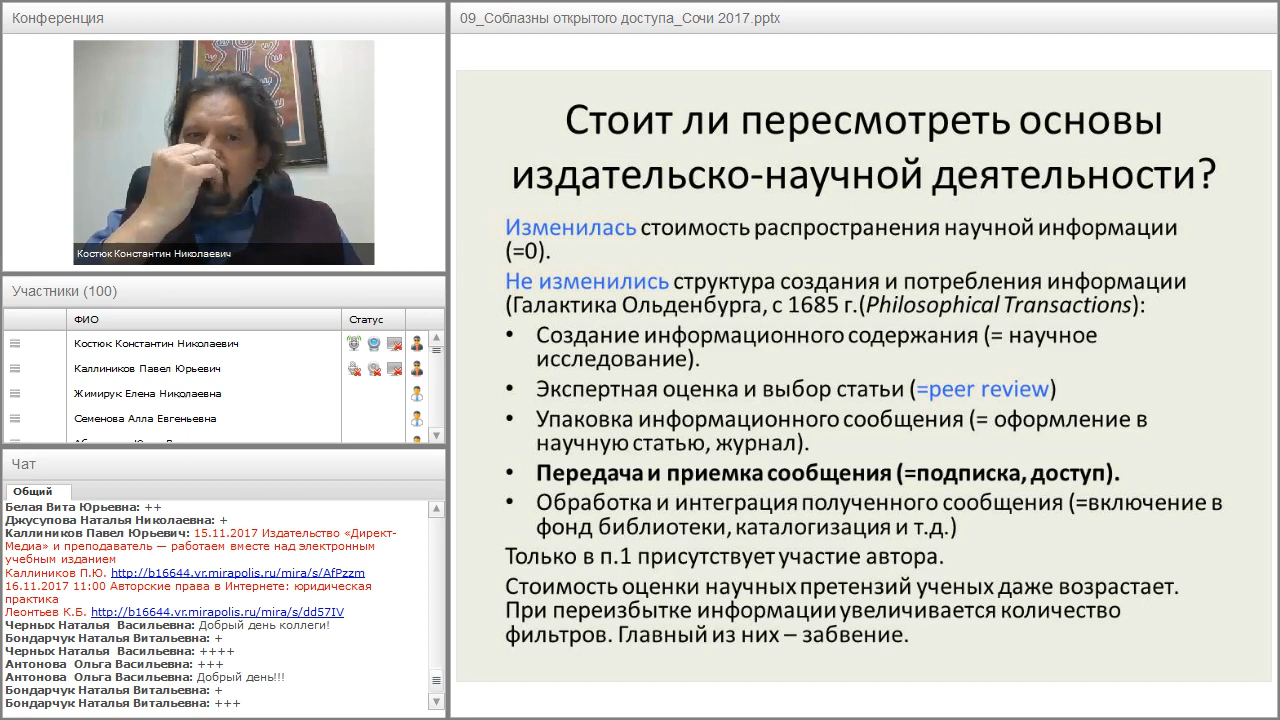 Конференция
Костюк Константин Николаевич
Участники (100)
ФИО
Статус
Костюк Константин Николаевич
Каллиников Павел Юрьевич
Жимирук Елена Николаевна
Семенова Алла Евгеньевна
Чат
Общий
Белая Вита Юрьевна: ++
Джусупова Наталья Николаевна: +
Каллиников Павел Юрьевич: 15.11.2017 Издательство «Директ-
Медиа» и преподаватель — работаем вместе над электронным
учебным изданием
Каллиников П.Ю. http://b16644.vr.mirapolis.ru/mira/s/AfPzzm
16.11.2017 11:00 Авторские права в Интернете: юридическая
практика
Леонтьев К.Б. http://b16644.vr.mirapolis.ru/mira/s/dd57IV
Черных Наталья Васильевна: Добрый день коллеги!
Бондарчук Наталья Витальевна: +
Черных Наталья Васильевна: ++++
Антонова Ольга Васильевна: +++
Антонова Ольга Васильевна: Добрый день!!!
Бондарчук Наталья Витальевна: +
Бондарчук Наталья Витальевна: +++
09_Соблазны открытого доступа_Сочи 2017.pptx
Стоит ли пересмотреть основы
издательско-научной деятельности?
Изменилась стоимость распространения научной информации
(=0).
Не изменились структура создания и потребления информации
(Галактика Ольденбурга, с 1685 г.(Philosophical Transactions):
• Создание информационного содержания (= научное
исследование).
• Экспертная оценка и выбор статьи (=peer review)
• Упаковка информационного сообщения (= оформление в
научную статью, журнал).
• Передача и приемка сообщения (=подписка, доступ).
• Обработка и интеграция полученного сообщения (=включение в
фонд библиотеки, каталогизация и т.д.)
Только в п.1 присутствует участие автора.
Стоимость оценки научных претензий ученых даже возрастает.
При переизбытке информации увеличивается количество
фильтров. Главный из них – забвение.